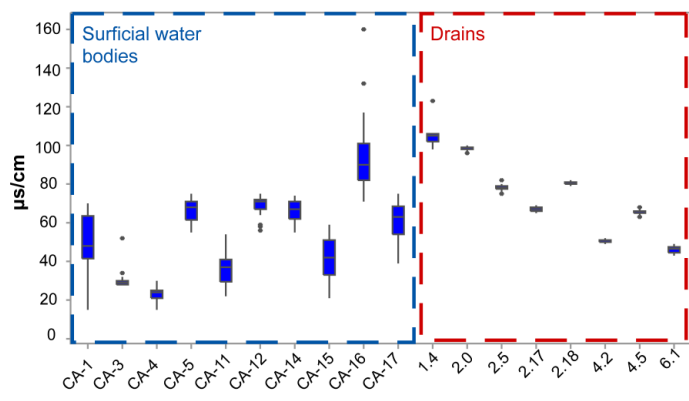 Surficial water
bodies
Drains
µs/cm
160
140
120
100
80
60
40
20
0
CA-1
CA-3
CA-4
CA-5
CA-11
CA-12
CA-14
CA-15
CA-16
CA-17
1.4
2.0
2.5
2.17
2.18
4.2
4.5
6.1